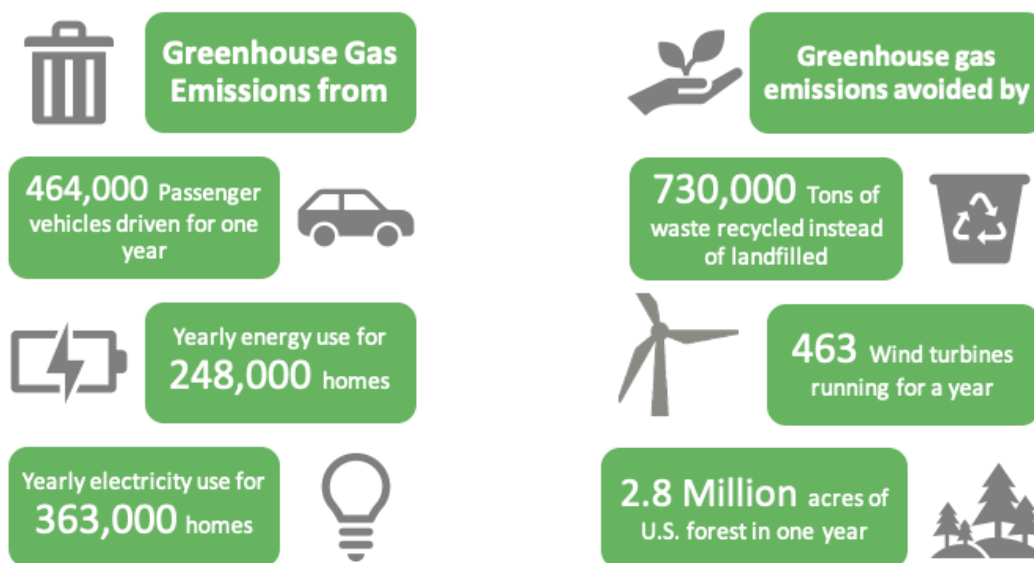 Greenhouse Gas
Emissions from
464,000 Passenger
vehicles driven for one
year
Yearly energy use for
248,000 homes
Yearly electricity use for
363,000 homes
Greenhouse gas
emissions avoided by
730,000 Tons of
waste recycled instead
of landfilled
463 Wind turbines
running for a year
2.8 Million acres of
U.S. forest in one year